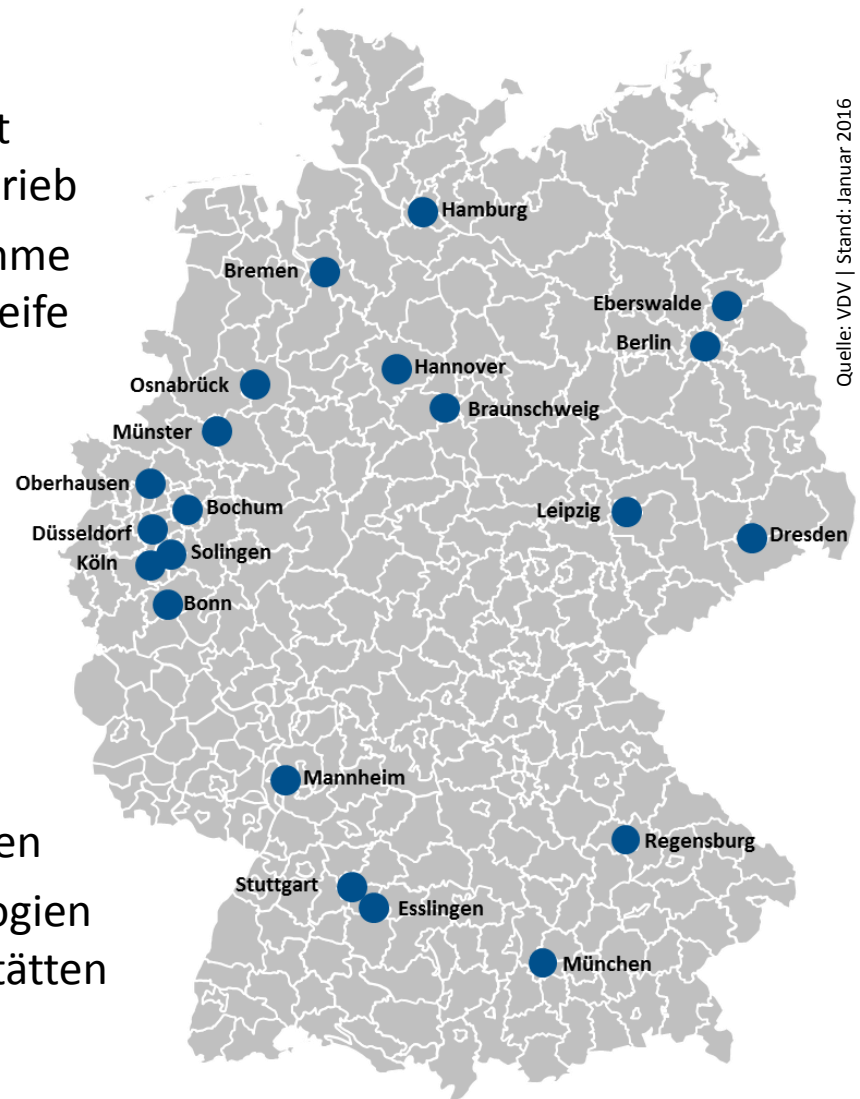 t
rieb
Hamburg
hme
Bremen
eife
Eberswalde
Berlin
Hannover
Osnabrück
Braunschweig
Münster
Oberhausen
Bochum
Leipzig
Düsseldorf
Dresden
Solingen
Köln
Bonn
Mannheim
en
Regensburg
Stuttgart
ogien
Esslingen
tätten
München
Quelle: VDV | Stand: Januar 2016